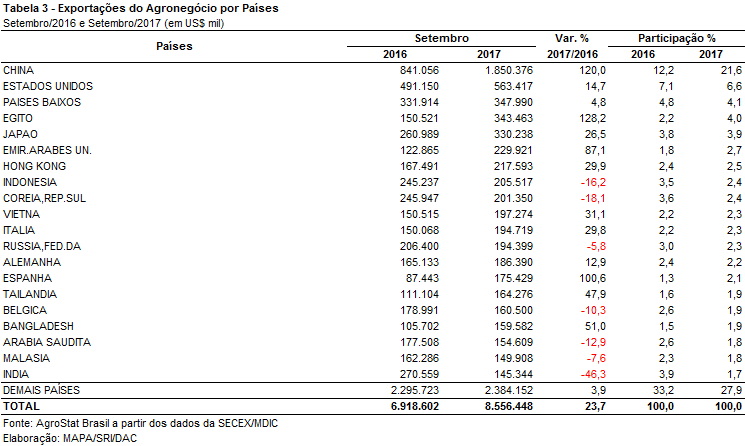 Tabela 3 - Exportações do Agronegócio por Países
Setembro/2016 e Setembro/2017 (em US$ mil)
Países Setembro Var. % Participação %
2016 2017 2017/2016 2016 2017
CHINA 841.056 1.850.376 120,0 12,2 21,6
ESTADOS UNIDOS 491.150 563.417 14,7 7,1 6,6
PAISES BAIXOS 331.914 347.990 4,8 4,8 4,1
EGITO 150.521 343.463 128,2 2,2 4,0
JAPAO 260.989 330.238 26,5 3,8 3,9
EMIR.ARABES UN. 122.865 229.921 87,1 1,8 2,7
HONG KONG 167.491 217.593 29,9 2,4 2,5
INDONESIA 245.237 205.517 -16,2 3,5 2,4
COREIA,REP.SUL 245.947 201.350 -18,1 3,6 2,4
VIETNA 150.515 197.274 31,1 2,2 2,3
ITALIA 150.068 194.719 29,8 2,2 2,3
RUSSIA,FED.DA 206.400 194.399 -5,8 3,0 2,3
ALEMANHA 165.133 186.390 12,9 2,4 2,2
ESPANHA 87.443 175.429 100,6 1,3 2,1
TAILANDIA 111.104 164.276 47,9 1,6 1,9
BELGICA 178.991 160.500 -10,3 2,6 1,9
BANGLADESH 105.702 159.582 51,0 1,5 1,9
ARABIA SAUDITA 177.508 154.609 -12,9 2,6 1,8
MALASIA 162.286 149.908 -7,6 2,3 1,8
INDIA 270.559 145.344 -46,3 3,9 1,7
DEMAIS PAÍSES 2.295.723 2.384.152 3,9 33,2 27,9
TOTAL 6.918.602 8.556.448 23,7 100,0 100,0
Fonte: AgroStat Brasil a partir dos dados da SECEX/MDIC
Elaboração: MAPA/SRI/DAC